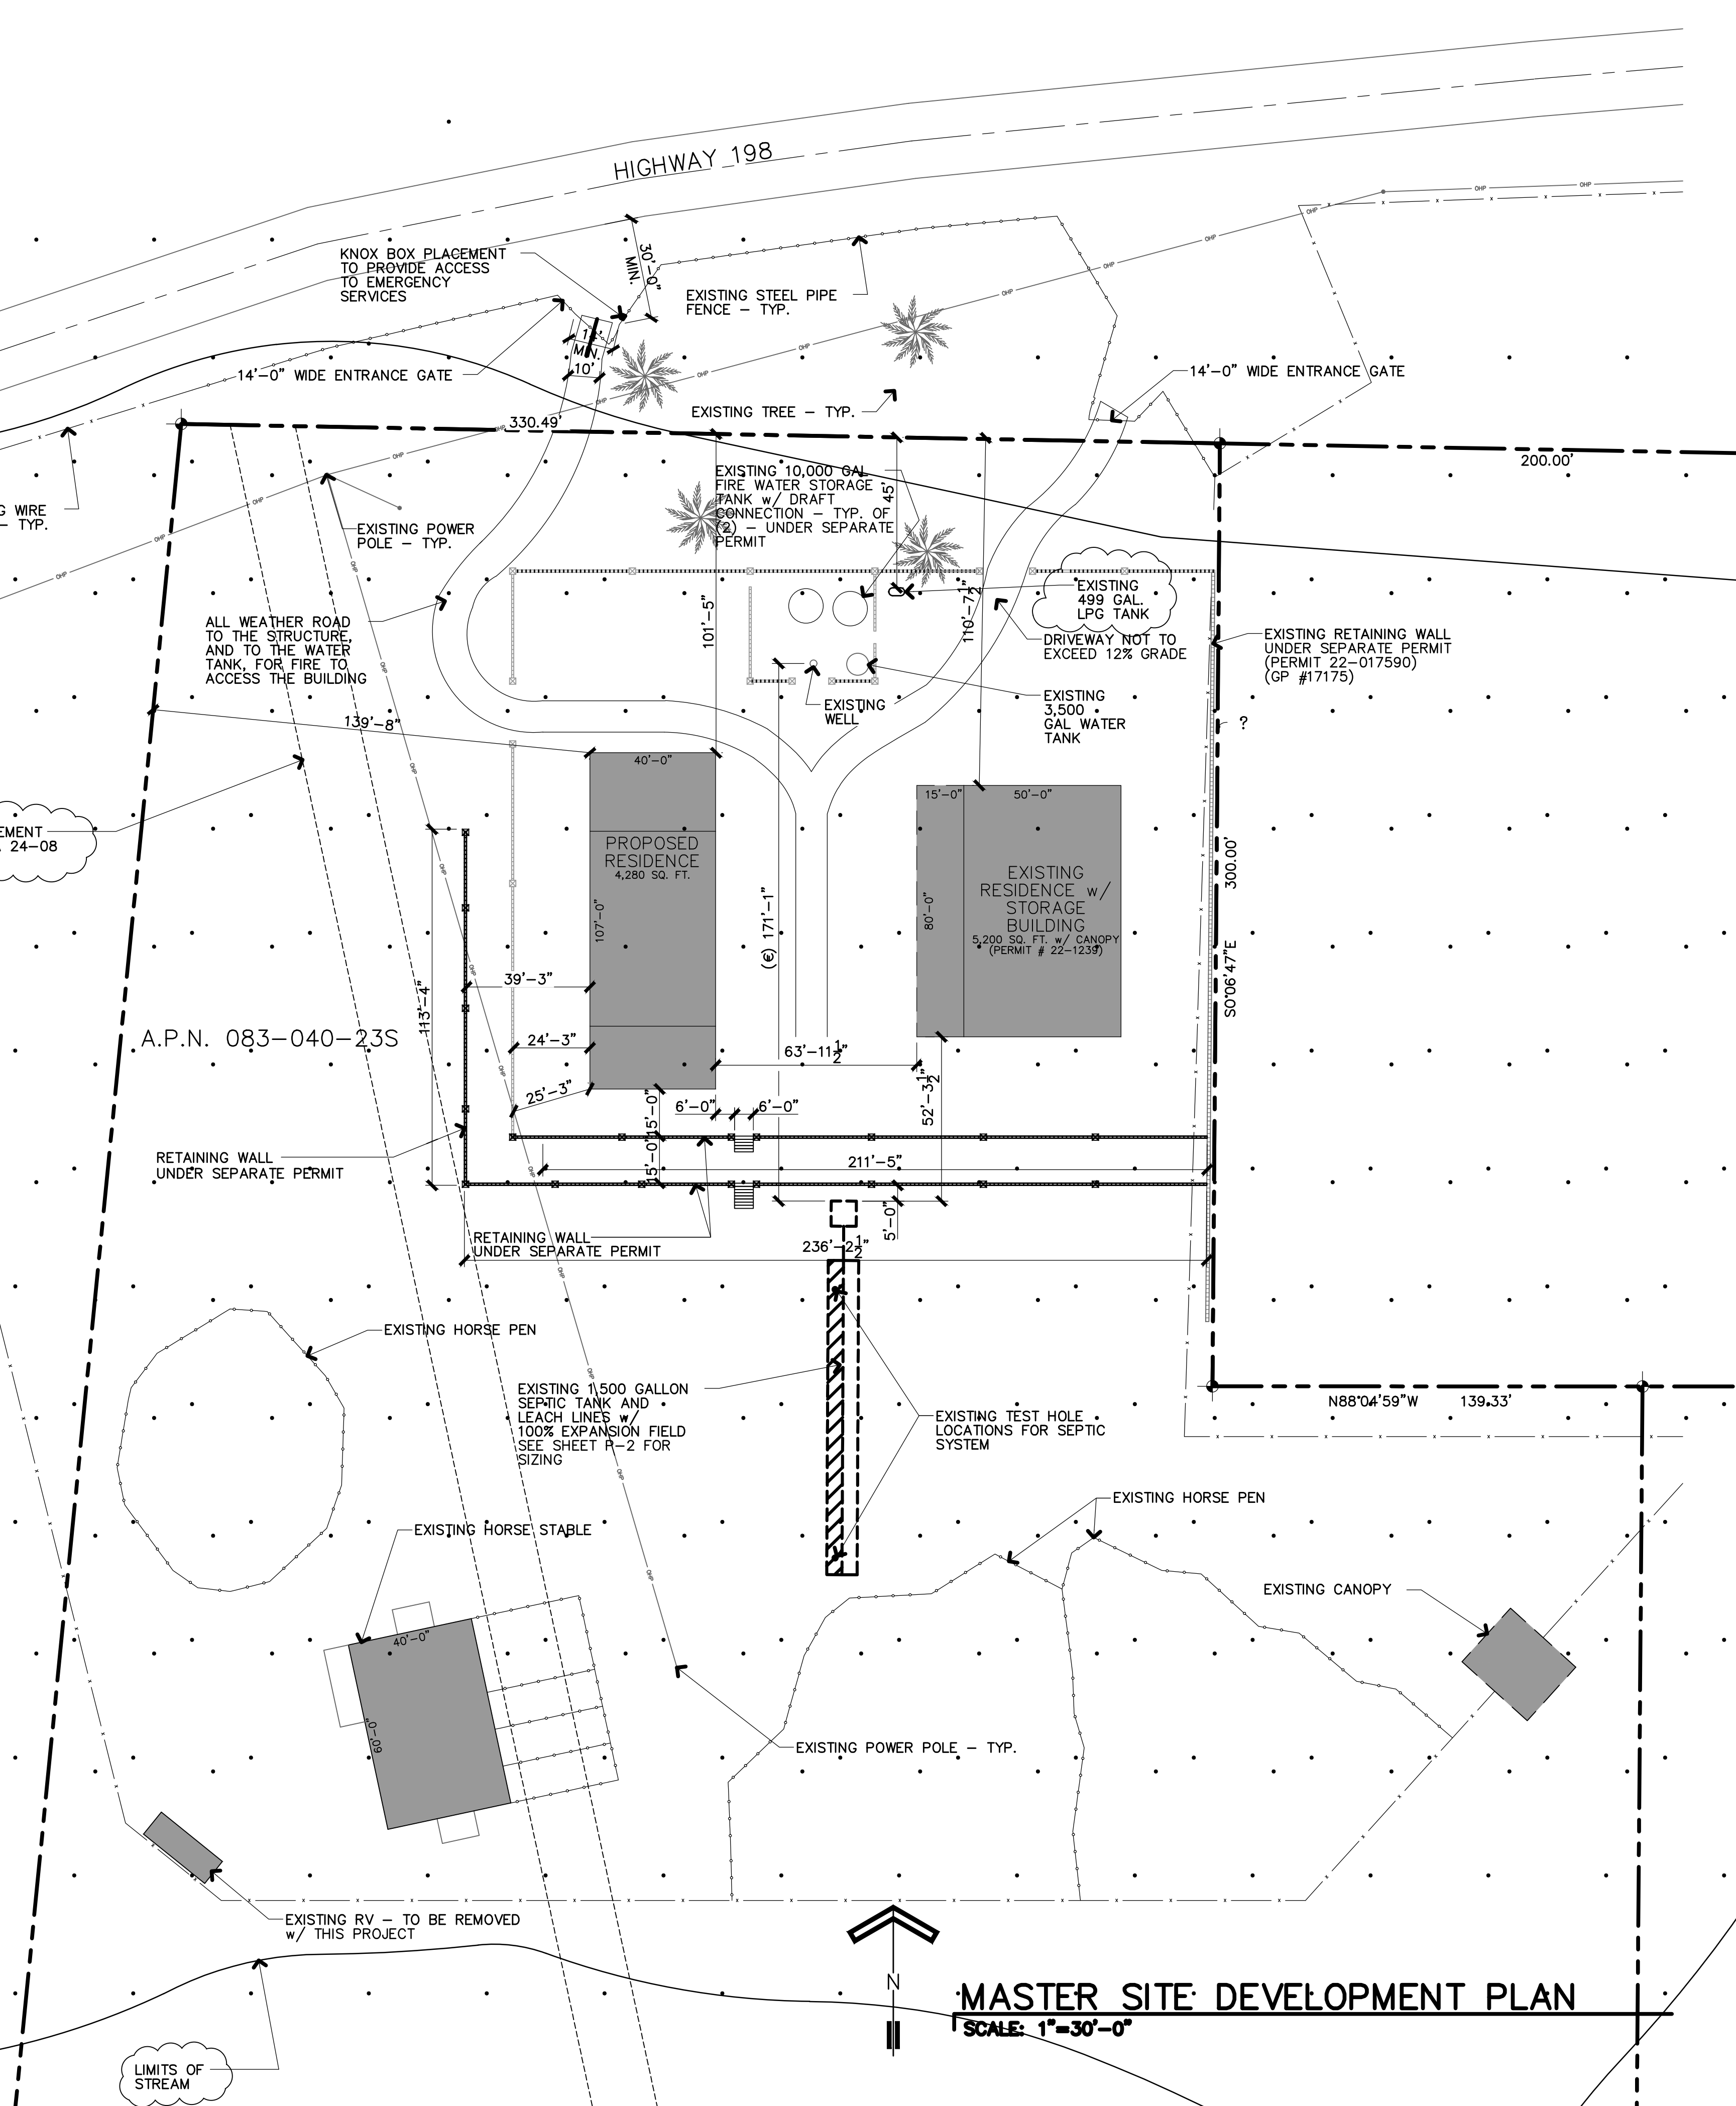 HIGHWAY 198
KNOX BOX PLACEMENT
TO PROVIDE ACCESS
TO EMERGENCY
SERVICES
30'-0"
MIN.
EXISTING STEEL PIPE
FENCE - TYP.
14'
MIN.
10'
14'-0" WIDE ENTRANCE GATE
14'-0" WIDE ENTRANCE GATE
EXISTING TREE - TYP.
330.49'
200.00'
G WIRE
- TYP.
EXISTING POWER
POLE - TYP.
EXISTING 10,000 GAL
FIRE WATER STORAGE
TANK w/ DRAFT
CONNECTION - TYP. OF
(2) - UNDER SEPARATE
PERMIT
45'
101'-5"
110'-7 1/2"
EXISTING
499 GAL.
LPG TANK
ALL WEATHER ROAD
TO THE STRUCTURE,
AND TO THE WATER
TANK, FOR FIRE TO
ACCESS THE BUILDING
DRIVEWAY NOT TO
EXCEED 12% GRADE
EXISTING RETAINING WALL
UNDER SEPARATE PERMIT
(PERMIT 22-017590)
(GP #17175)
EXISTING
WELL
EXISTING
3,500
GAL WATER
TANK
?
139'-8"
40'-0"
15'-0"
50'-0"
EMENT
. 24-08
PROPOSED
RESIDENCE
4,280 SQ. FT.
107'-0"
EXISTING
RESIDENCE w/
STORAGE
BUILDING
5,200 SQ. FT. w/ CANOPY
(PERMIT # 22-1239)
80'-0"
300.00'
S0°06'47"E
(€) 171'-1"
113'-4"
39'-3"
A.P.N. 083-040-23S
24'-3"
63'-11 1/2"
25'-3"
52'-3 1/2"
6'-0"
6'-0"
15'-0"
15'-0"
RETAINING WALL
UNDER SEPARATE PERMIT
211'-5"
5'-0"
RETAINING WALL
UNDER SEPARATE PERMIT
236'-2 1/2"
EXISTING HORSE PEN
EXISTING 1,500 GALLON
SEPTIC TANK AND
LEACH LINES w/
100% EXPANSION FIELD
SEE SHEET P-2 FOR
SIZING
EXISTING TEST HOLE
LOCATIONS FOR SEPTIC
SYSTEM
N88°04'59"W
139.33'
EXISTING HORSE PEN
EXISTING HORSE STABLE
EXISTING CANOPY
40'-0"
60'-0"
EXISTING POWER POLE - TYP.
EXISTING RV - TO BE REMOVED
w/ THIS PROJECT
N
MASTER SITE DEVELOPMENT PLAN
SCALE: 1"=30'-0"
LIMITS OF
STREAM